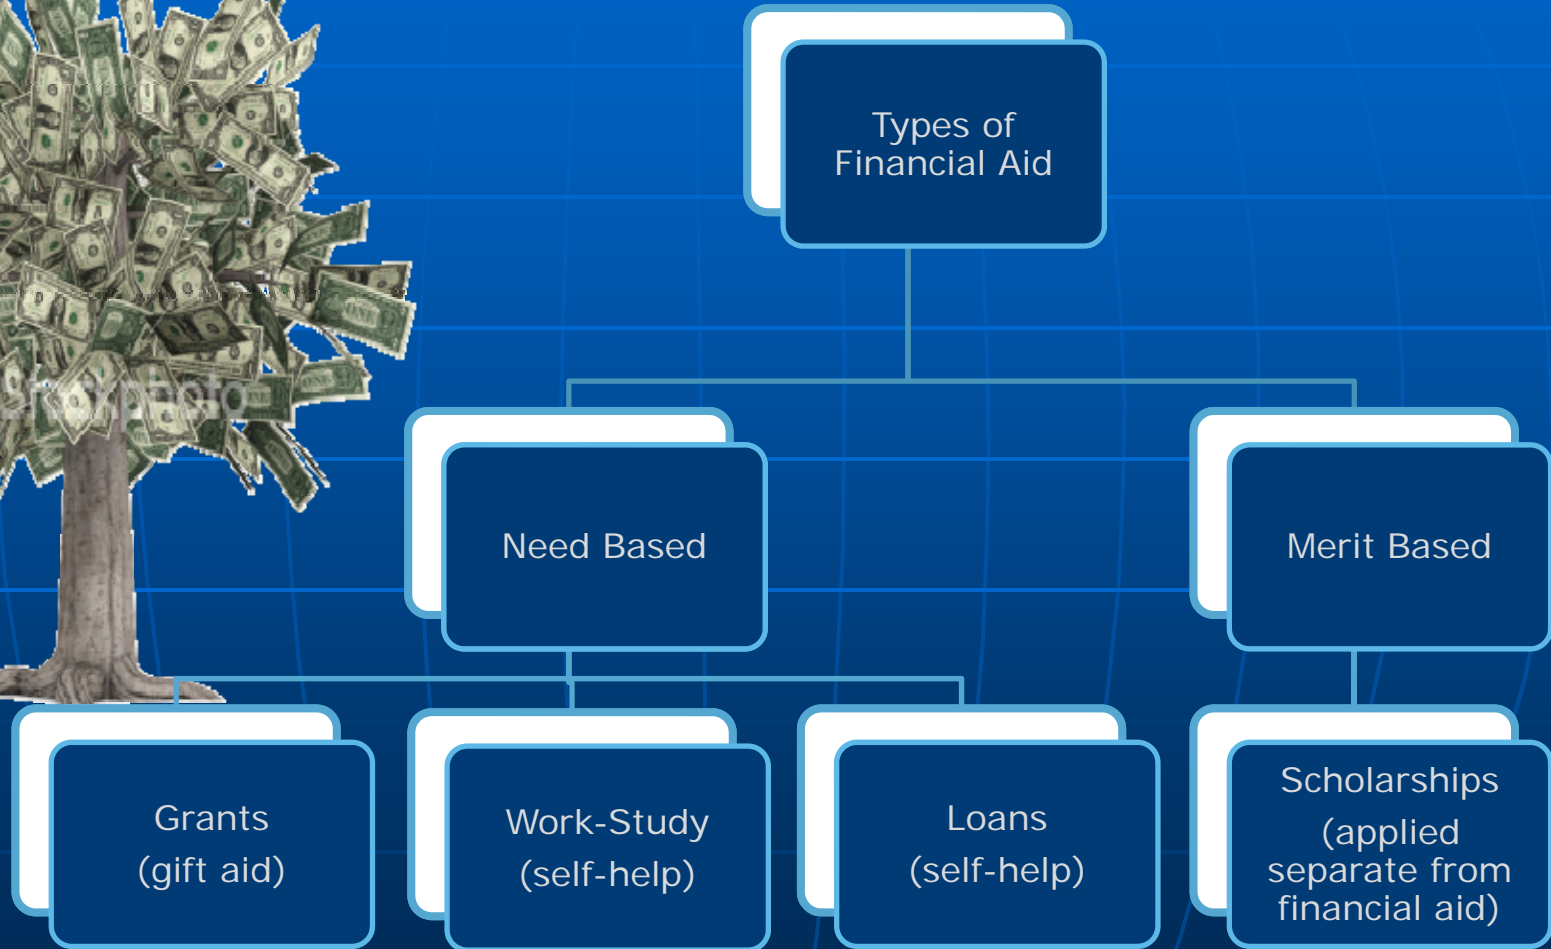 Types of
Financial Aid
Need Based
Merit Based
Grants
(gift aid)
Work-Study
(self-help)
Loans
(self-help)
Scholarships
(applied
separate from
financial aid)